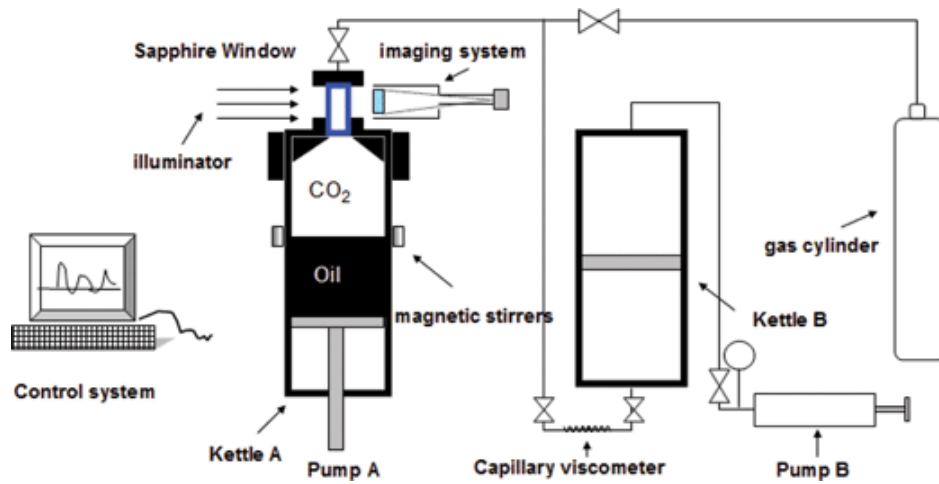 Sapphire Window
imaging system
illuminator
CO₂
gas cylinder
Oil
magnetic stirrers
Kettle B
Control system
Kettle A
Pump A
Capillary viscometer
Pump B